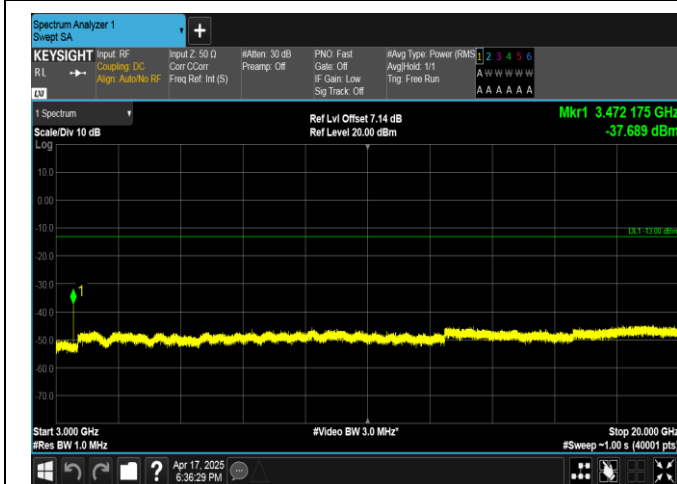 Spectrum Analyzer 1
Swept SA
+
KEYSIGHT Input: RF Input Z: 50 Ω #Atten: 30 dB PNO: Fast #Avg Type: Power (RMS 1 2 3 4 5 6
RL Coupling: DC Corr CCorr Preamp: Off Gate: Off Avg|Hold: 1/1 A W W W W W
Align: Auto/No RF Freq Ref: Int (S) IF Gain: Low Trig: Free Run
LXI Sig Track: Off A A A A A A
1 Spectrum
Scale/Div 10 dB
Ref Lvl Offset 7.14 dB
Ref Level 20.00 dBm
Mkr1 3.472 175 GHz
-37.689 dBm
Log
10.0
0.00
-10.0
DL1 -13.00 dBm
-20.0
-30.0
1
-40.0
-50.0
-60.0
-70.0
Start 3.000 GHz #Video BW 3.0 MHz* Stop 20.000 GHz
#Res BW 1.0 MHz #Sweep ~1.00 s (40001 pts)
? Apr 17, 2025
6:36:29 PM